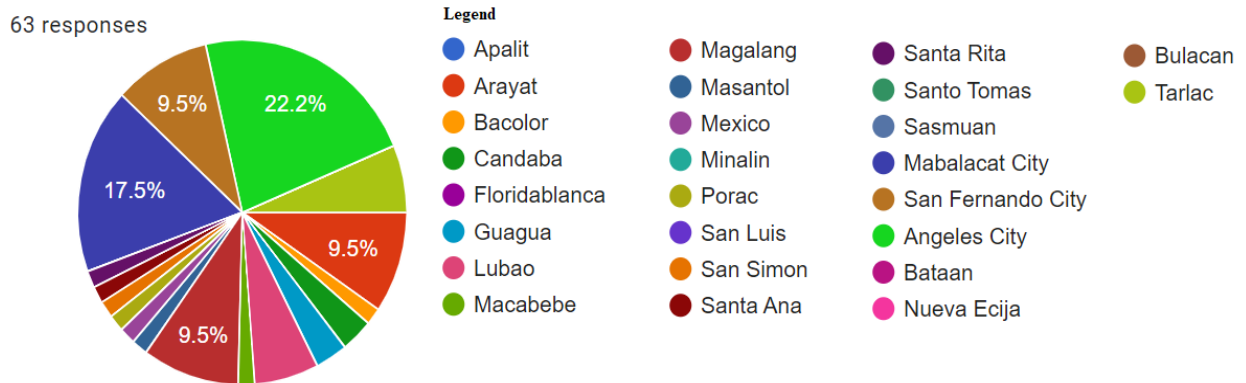 63 responses
Legend
Apalit
Arayat
Bacolor
Candaba
Floridablanca
Guagua
Lubao
Macabebe
Magalang
Masantol
Mexico
Minalin
Porac
San Luis
San Simon
Santa Ana
Santa Rita
Santo Tomas
Sasmuan
Mabalacat City
San Fernando City
Angeles City
Bataan
Nueva Ecija
Bulacan
Tarlac
9.5%
22.2%
17.5%
9.5%
9.5%